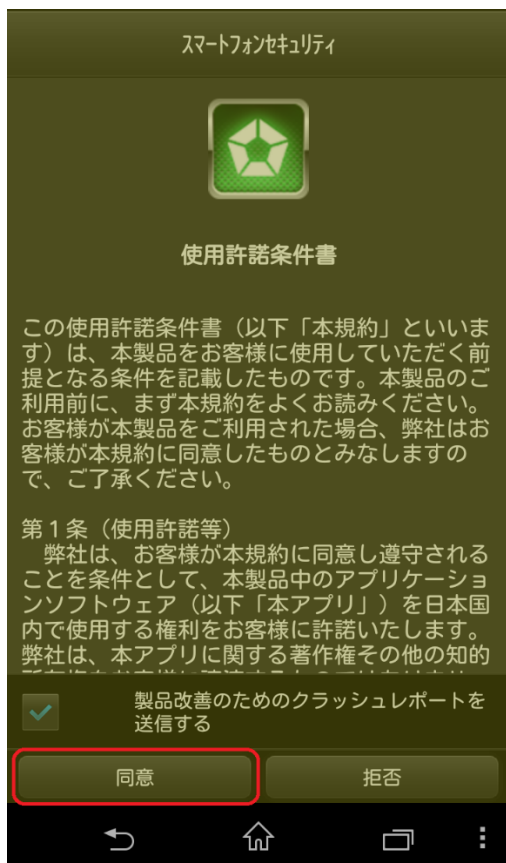 スマートフォンセキュリティ
使用許諾条件書
この使用許諾条件書（以下「本規約」といいま
す）は、本製品をお客様に使用していただく前
提となる条件を記載したものです。本製品のご
利用前に、まず本規約をよくお読みください。
お客様が本製品をご利用された場合、弊社はお
客様が本規約に同意したものとみなしますの
で、ご了承ください。
第１条（使用許諾等）
弊社は、お客様が本規約に同意し遵守される
ことを条件として、本製品中のアプリケーショ
ンソフトウェア（以下「本アプリ」）を日本国
内で使用する権利をお客様に許諾いたします。
弊社は、本アプリに関する著作権その他の知的
製品改善のためのクラッシュレポートを
送信する
同意
拒否